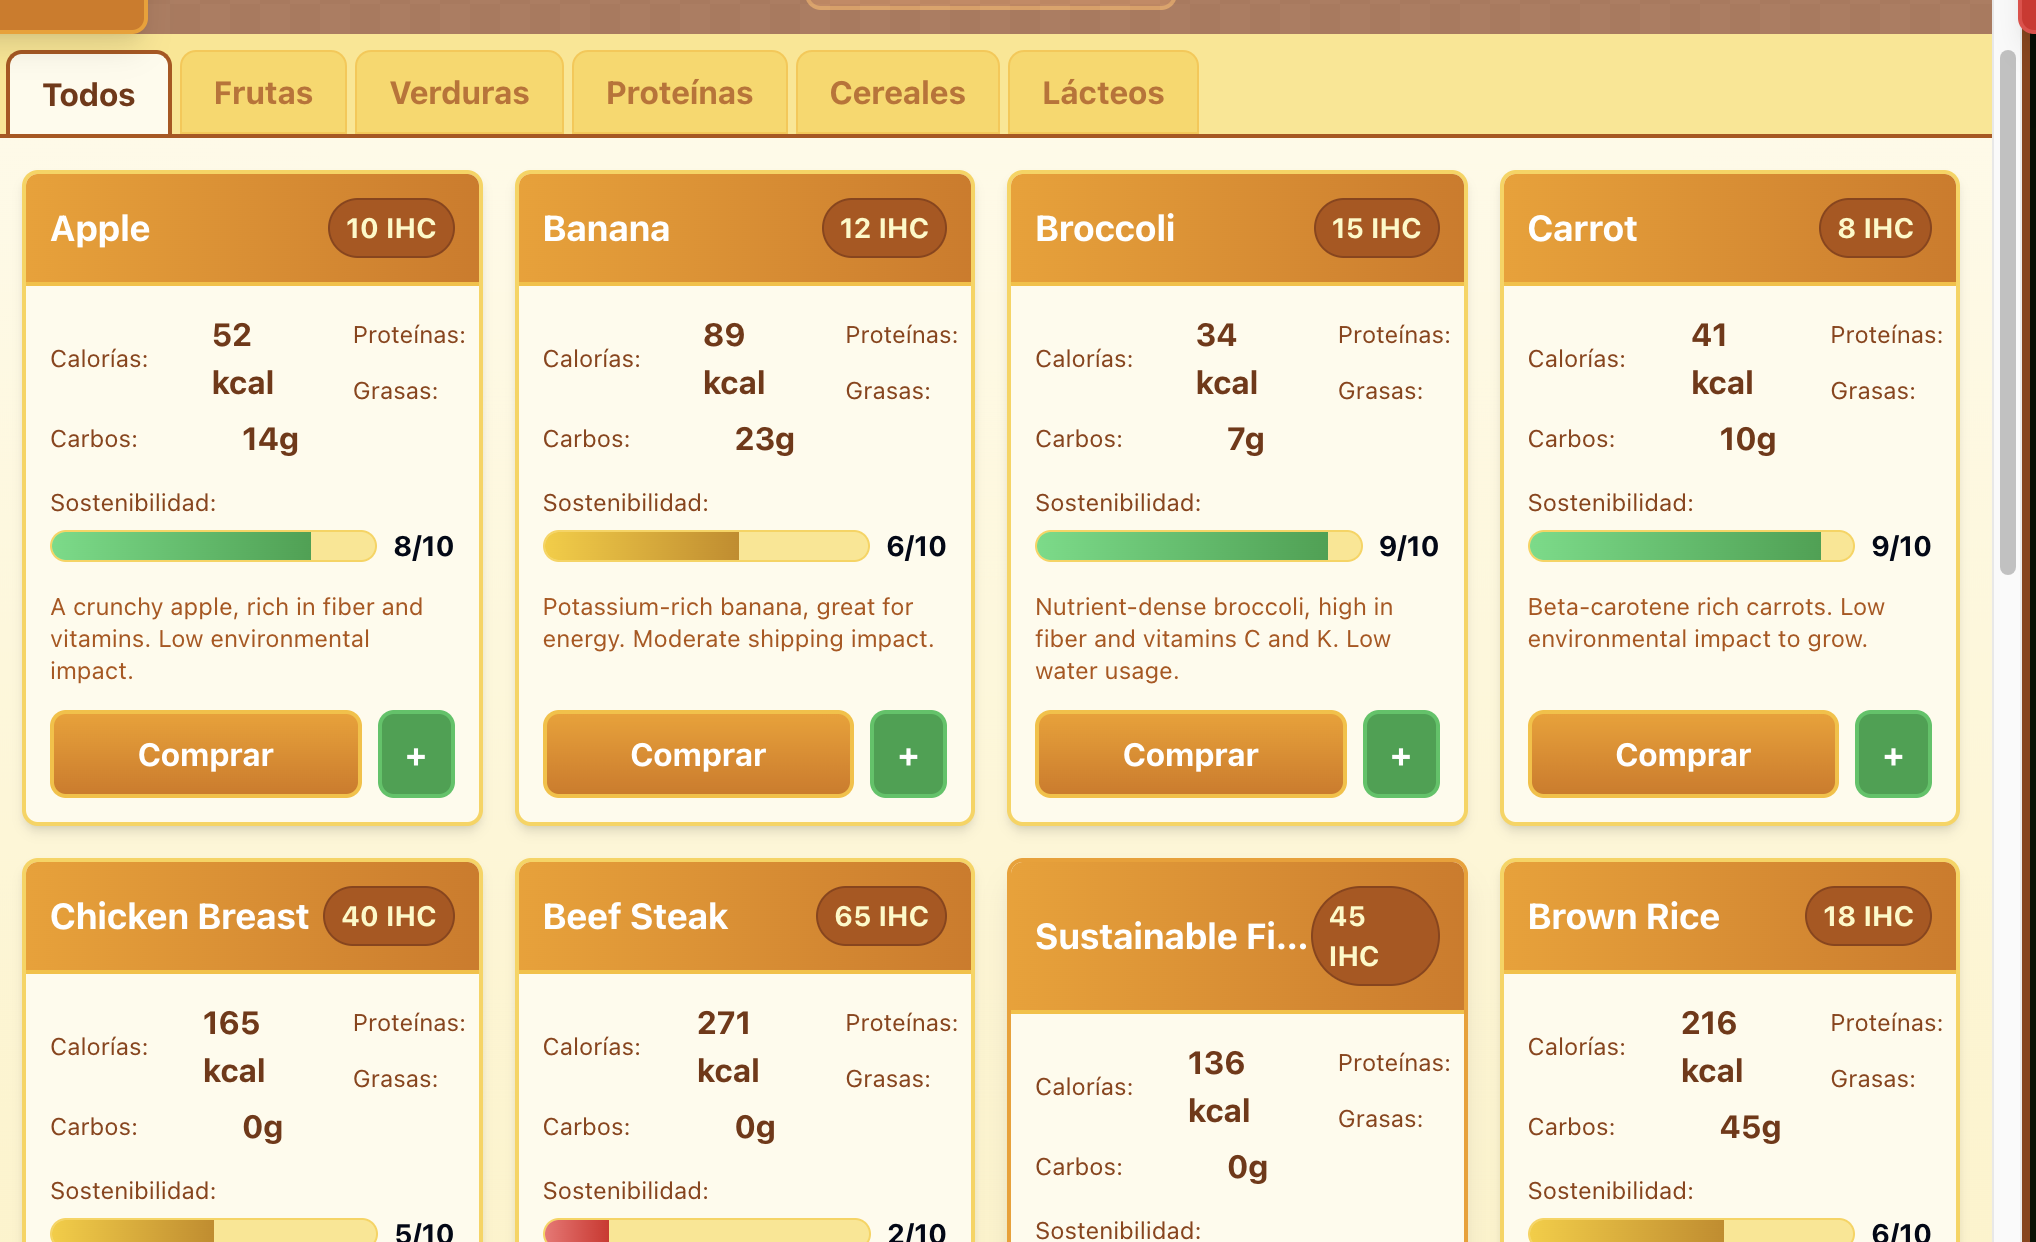 Todos
Frutas
Verduras
Proteínas
Cereales
Lácteos
Apple
10 IHC
Calorías:
52
kcal
Proteínas:
Grasas:
Carbos:
14g
Sostenibilidad:
8/10
A crunchy apple, rich in fiber and
vitamins. Low environmental
impact.
Comprar
+
Banana
12 IHC
Calorías:
89
kcal
Proteínas:
Grasas:
Carbos:
23g
Sostenibilidad:
6/10
Potassium-rich banana, great for
energy. Moderate shipping impact.
Comprar
+
Broccoli
15 IHC
Calorías:
34
kcal
Proteínas:
Grasas:
Carbos:
7g
Sostenibilidad:
9/10
Nutrient-dense broccoli, high in
fiber and vitamins C and K. Low
water usage.
Comprar
+
Carrot
8 IHC
Calorías:
41
kcal
Proteínas:
Grasas:
Carbos:
10g
Sostenibilidad:
9/10
Beta-carotene rich carrots. Low
environmental impact to grow.
Comprar
+
Chicken Breast
40 IHC
Calorías:
165
kcal
Proteínas:
Grasas:
Carbos:
0g
Sostenibilidad:
5/10
Beef Steak
65 IHC
Calorías:
271
kcal
Proteínas:
Grasas:
Carbos:
0g
Sostenibilidad:
2/10
Sustainable Fi...
45
IHC
Calorías:
136
kcal
Proteínas:
Grasas:
Carbos:
0g
Sostenibilidad:
Brown Rice
18 IHC
Calorías:
216
kcal
Proteínas:
Grasas:
Carbos:
45g
Sostenibilidad:
6/10